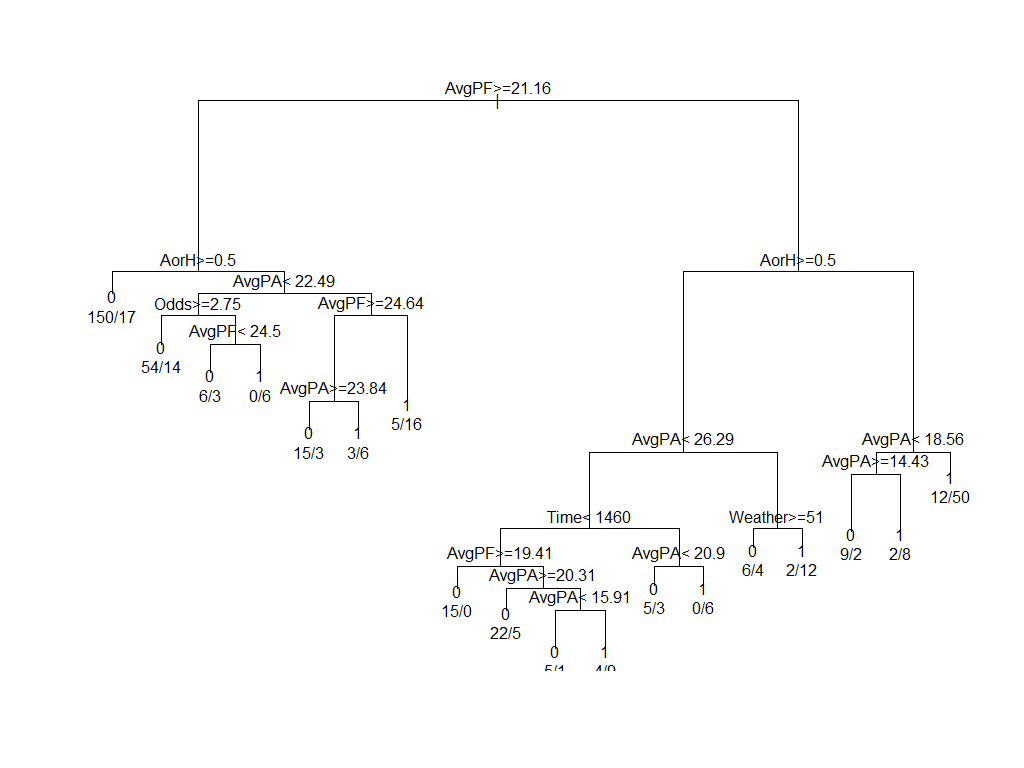 AvgPF>=21.16
AorH>=0.5
AorH>=0.5
AvgPA< 22.49
0
150/17
Odds>=2.75
AvgPF>=24.64
AvgPF< 24.5
0
54/14
0
6/3
1
0/6
AvgPA>=23.84
1
5/16
0
15/3
1
3/6
AvgPA< 26.29
AvgPA< 18.56
AvgPA>=14.43
1
12/50
Time< 1460
Weather>=51
0
9/2
1
2/8
AvgPF>=19.41
AvgPA< 20.9
0
6/4
1
2/12
AvgPA>=20.31
0
15/0
AvgPA< 15.91
0
5/3
1
0/6
0
22/5
0
5/1
1
4/9